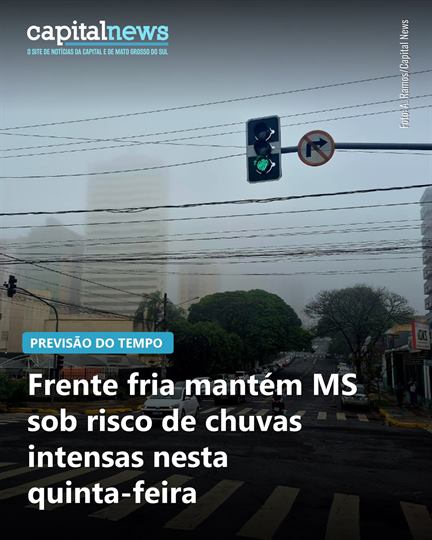 capitalnews
O SITE DE NOTÍCIAS DA CAPITAL E DE MATO GROSSO DO SUL
Foto: A. Ramos/Capital News
PREVISÃO DO TEMPO
Frente fria mantém MS
sob risco de chuvas
intensas nesta
quinta-feira